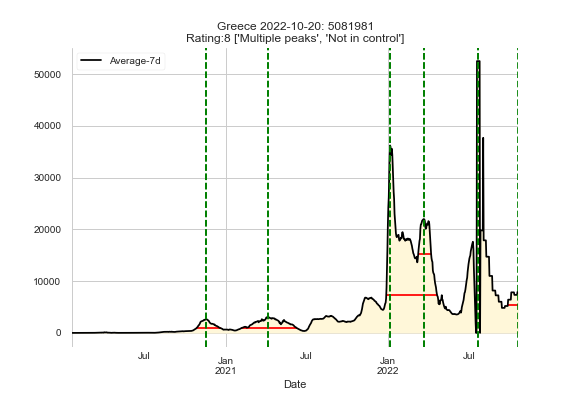 Greece 2022-10-20: 5081981
Rating:8 ['Multiple peaks', 'Not in control']
Average-7d
50000
40000
30000
20000
10000
0
Jul
Jan
2021
Jul
Jan
2022
Jul
Date